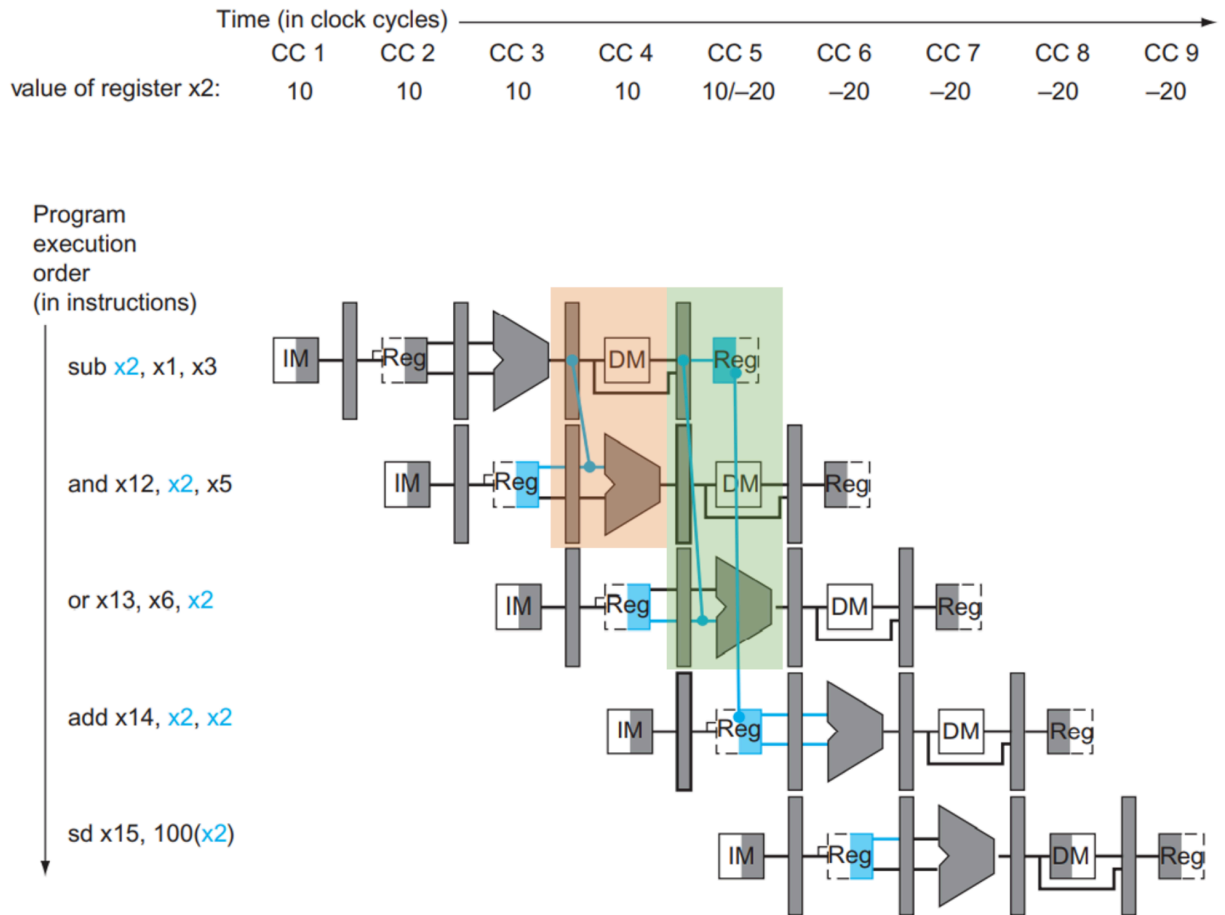 Time (in clock cycles)
CC 1 CC 2 CC 3 CC 4 CC 5 CC 6 CC 7 CC 8 CC 9
value of register x2: 10 10 10 10 10/–20 –20 –20 –20 –20
Program
execution
order
(in instructions)
sub x2, x1, x3
IM Reg DM Reg
and x12, x2, x5
IM Reg DM Reg
or x13, x6, x2
IM Reg DM Reg
add x14, x2, x2
IM Reg DM Reg
sd x15, 100(x2)
IM Reg DM Reg